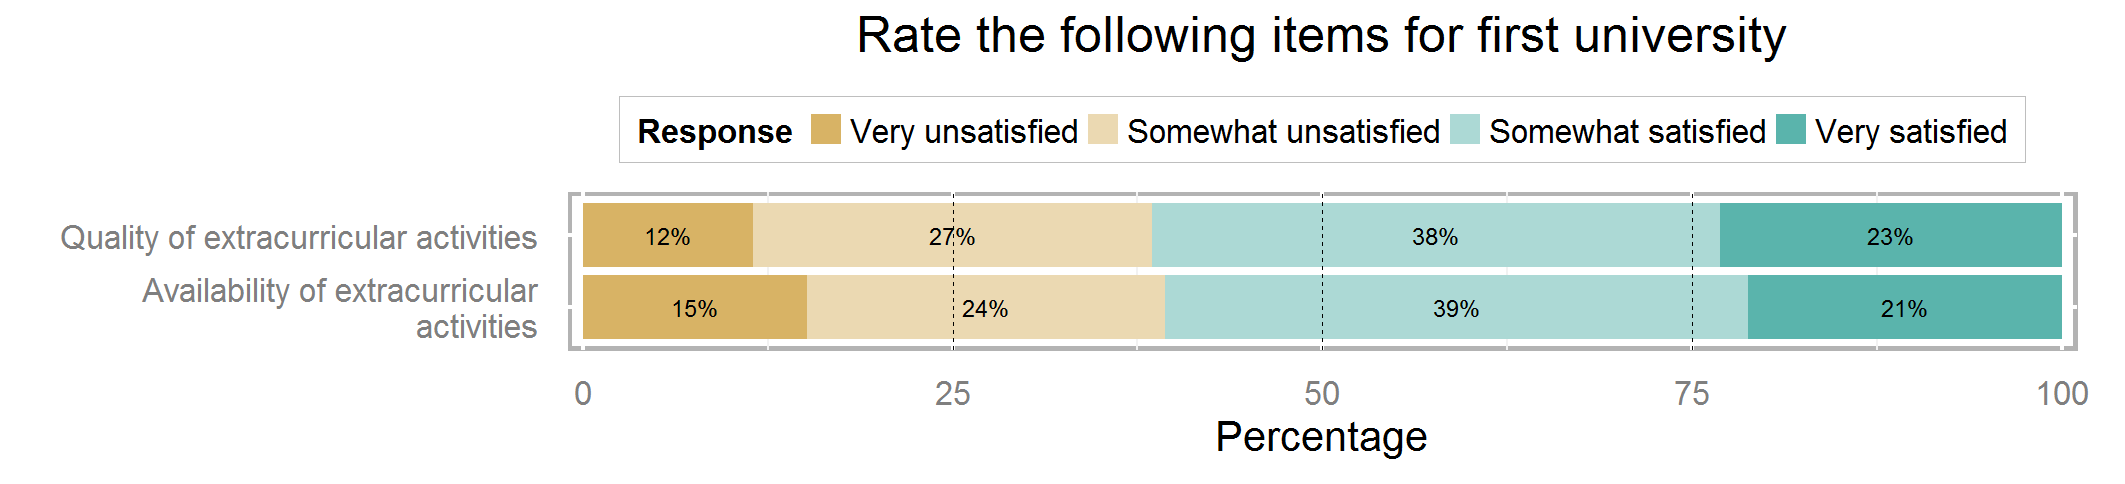 Rate the following items for first university
Response Very unsatisfied Somewhat unsatisfied Somewhat satisfied Very satisfied
Quality of extracurricular activities 12% 27% 38% 23%
Availability of extracurricular
activities
15% 24% 39% 21%
0 25 50 75 100
Percentage